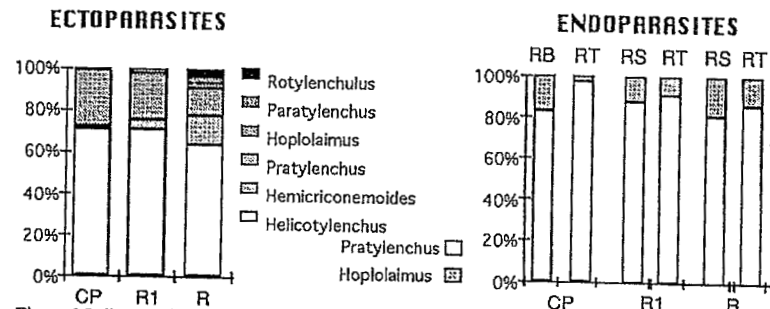 ECTOPARASITES
100%
80%
60%
40%
20%
0%
CP R1 R
Rotylenchulus
Paratylenchus
Hoplolaimus
Pratylenchus
Hemicriconemoides
Helicotylenchus
ENDOPARASITES
RB RT RS RT RS RT
100%
80%
60%
40%
20%
0%
CP R1 R
Pratylenchus
Hoplolaimus